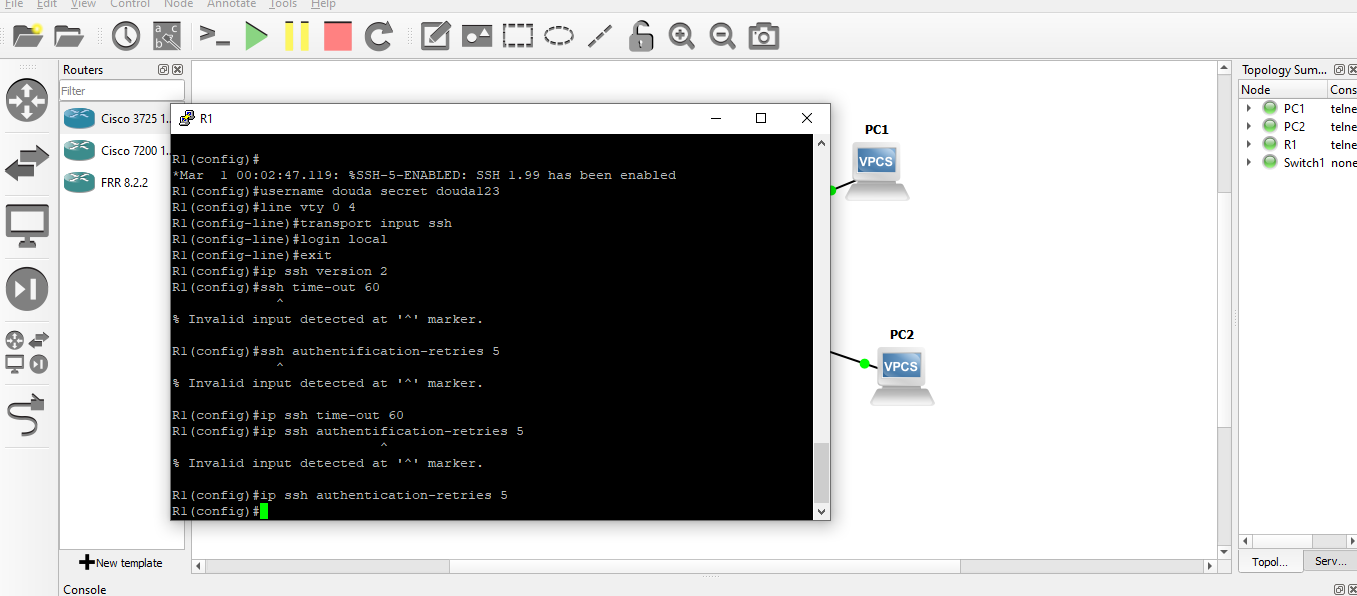 File Edit View Control Node Annotate Tools Help
Routers
Filter
Cisco 3725 1..
Cisco 7200 1..
FRR 8.2.2
New template
Console
R1
R1(config)#
*Mar  1 00:02:47.119: %SSH-5-ENABLED: SSH 1.99 has been enabled
R1(config)#username douda secret douda123
R1(config)#line vty 0 4
R1(config-line)#transport input ssh
R1(config-line)#login local
R1(config-line)#exit
R1(config)#ip ssh version 2
R1(config)#ssh time-out 60
^
% Invalid input detected at '^' marker.
R1(config)#ssh authentification-retries 5
^
% Invalid input detected at '^' marker.
R1(config)#ip ssh time-out 60
R1(config)#ip ssh authentification-retries 5
^
% Invalid input detected at '^' marker.
R1(config)#ip ssh authentication-retries 5
R1(config)#
PC1
VPCS
PC2
VPCS
Topology Sum...
Node Cons
PC1 telne
PC2 telne
R1 telne
Switch1 none
Topol... Serv...